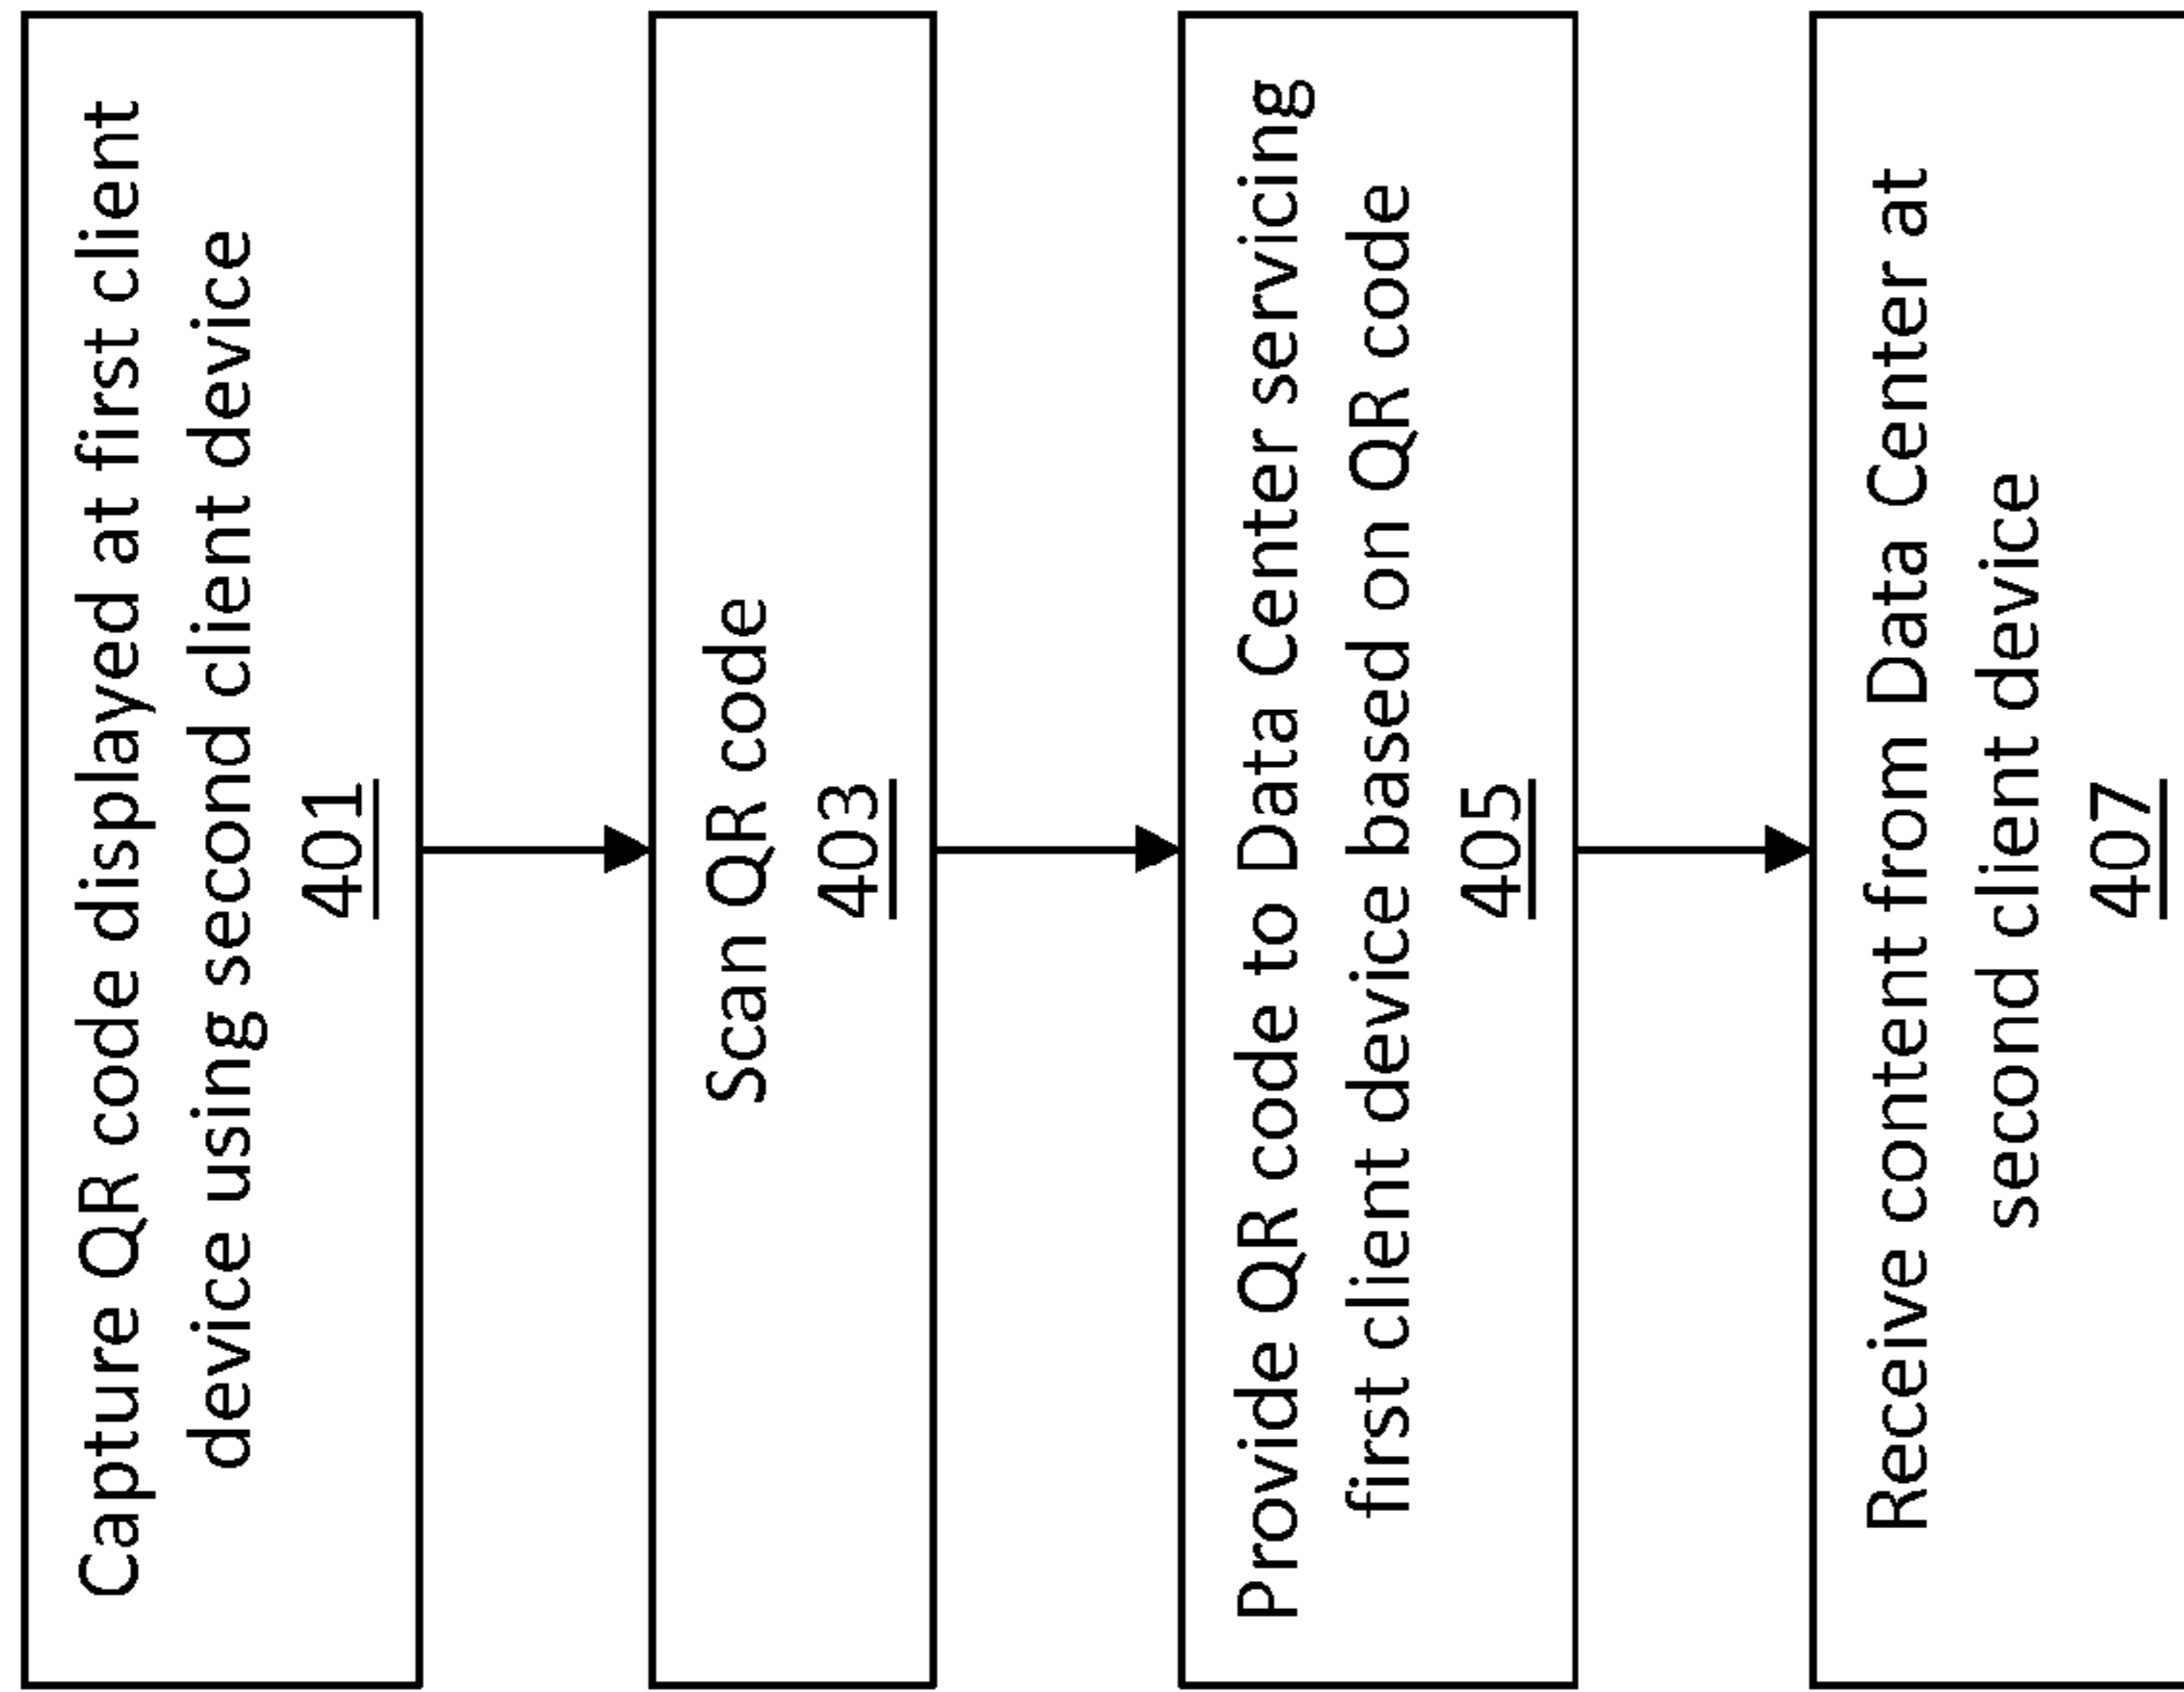 Capture QR code displayed at first client
device using second client device
401
Scan QR code
403
Provide QR code to Data Center servicing
first client device based on QR code
405
Receive content from Data Center at
second client device
407